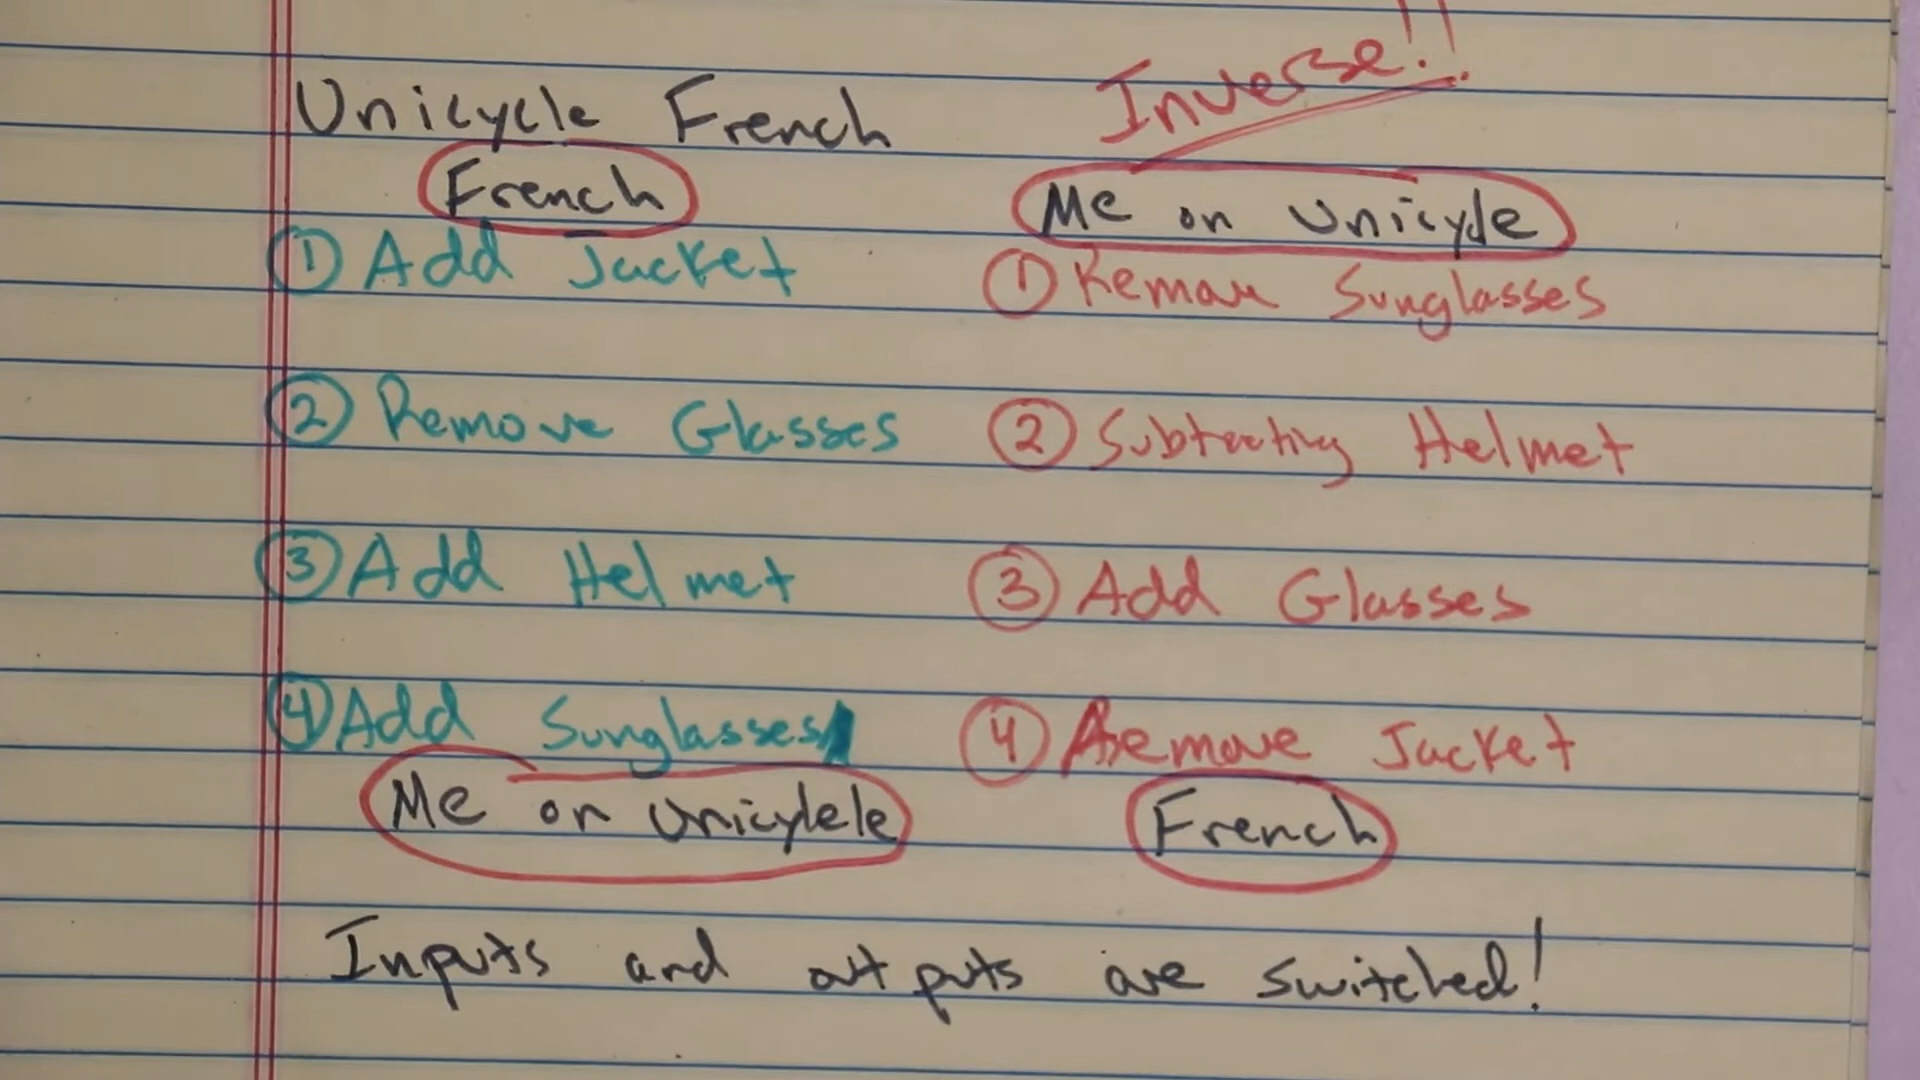 Unicycle French
French
① Add Jacket
② Remove Glasses
③ Add Helmet
④ Add Sunglasses
Me on Unicylele
Inverse!!
Me on Unicycle
① Remove Sunglasses
② Subtracting Helmet
③ Add Glasses
④ Remove Jacket
French
Inputs and outputs are switched!